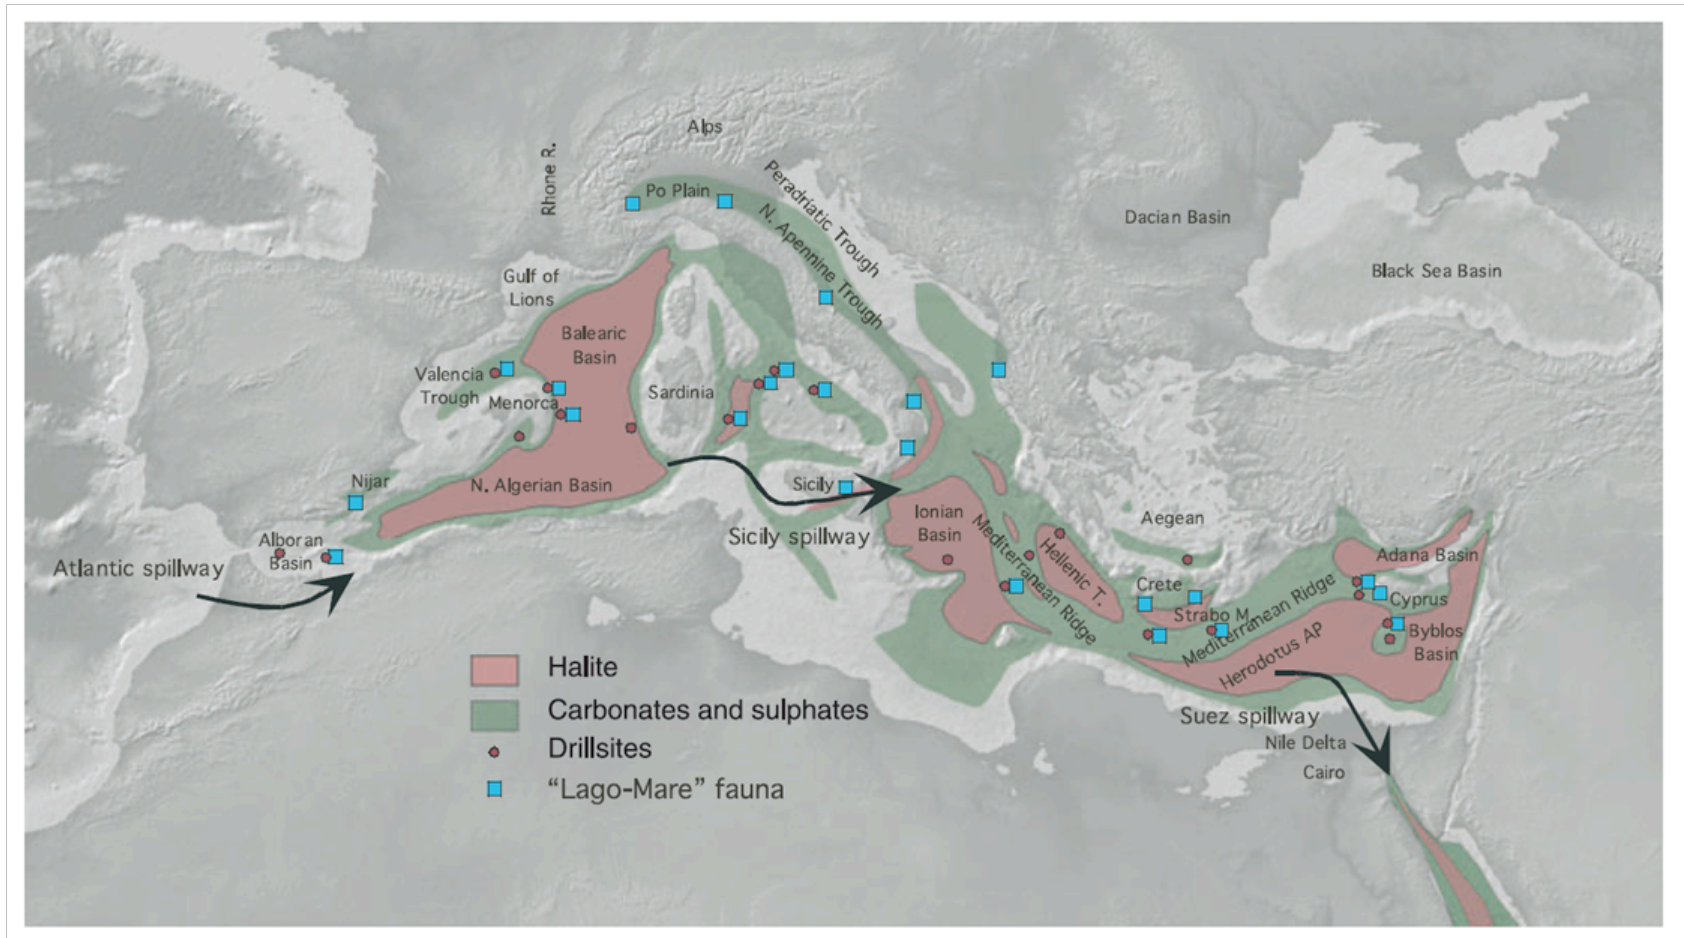 Alps
Rhone R.
Po Plain
Peradriatic Trough
N. Apennine Trough
Dacian Basin
Black Sea Basin
Gulf of
Lions
Balearic
Basin
Valencia
Trough
Menorca
Sardinia
Nijar
N. Algerian Basin
Sicily
Sicily spillway
Alboran
Basin
Atlantic spillway
Ionian
Basin
Mediterranean Ridge
Hellenic T.
Aegean
Crete
Strabo M.
Mediterranean Ridge
Herodotus AP
Adana Basin
Cyprus
Byblos
Basin
Suez spillway
Nile Delta
Cairo
Halite
Carbonates and sulphates
Drillsites
“Lago-Mare” fauna